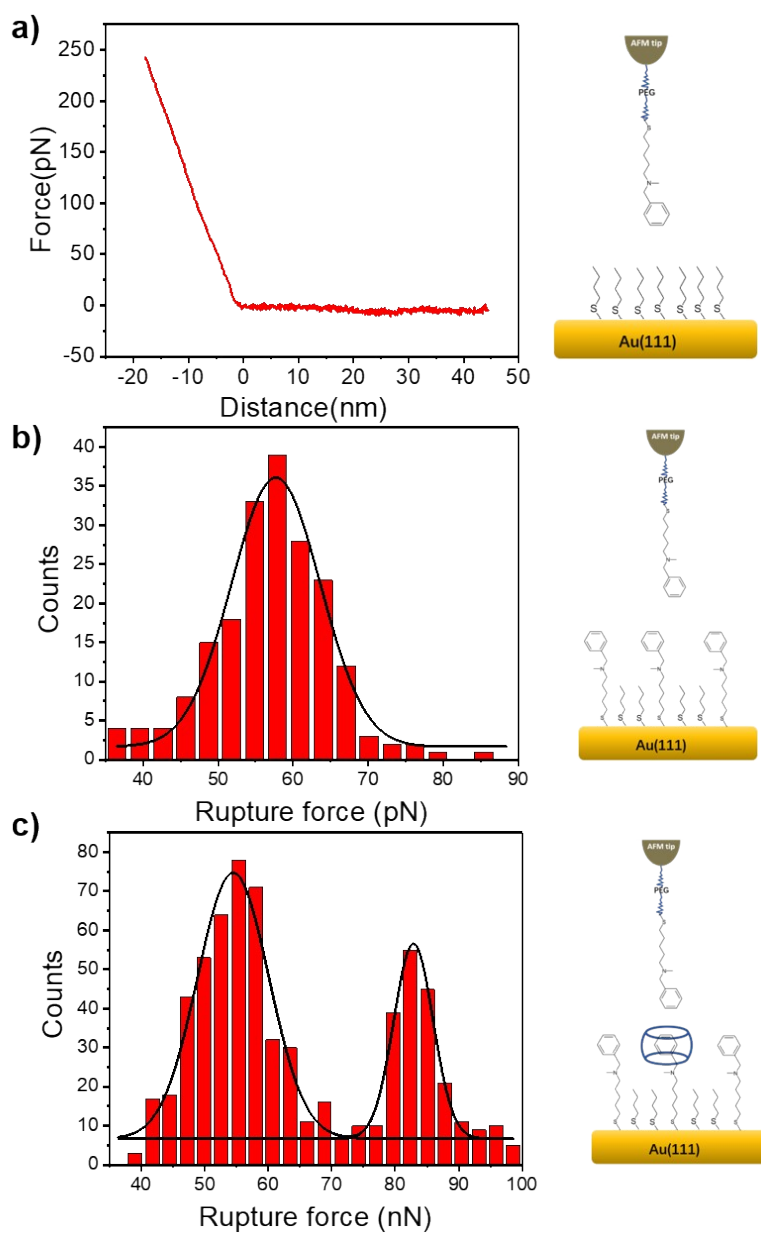 a)
250
200
150
100
50
0
-50
Force(pN)
-20 -10 0 10 20 30 40 50
Distance(nm)
AFM tip
PEG
S
N
S S S S S S S
Au(111)
b)
40
35
30
25
20
15
10
5
0
Counts
40 50 60 70 80 90
Rupture force (pN)
AFM tip
PEG
S
N
N N N
S S S S S S S
Au(111)
c)
80
70
60
50
40
30
20
10
0
Counts
40 50 60 70 80 90 100
Rupture force (nN)
AFM tip
PEG
S
N
N N N
S S S S S S S
Au(111)